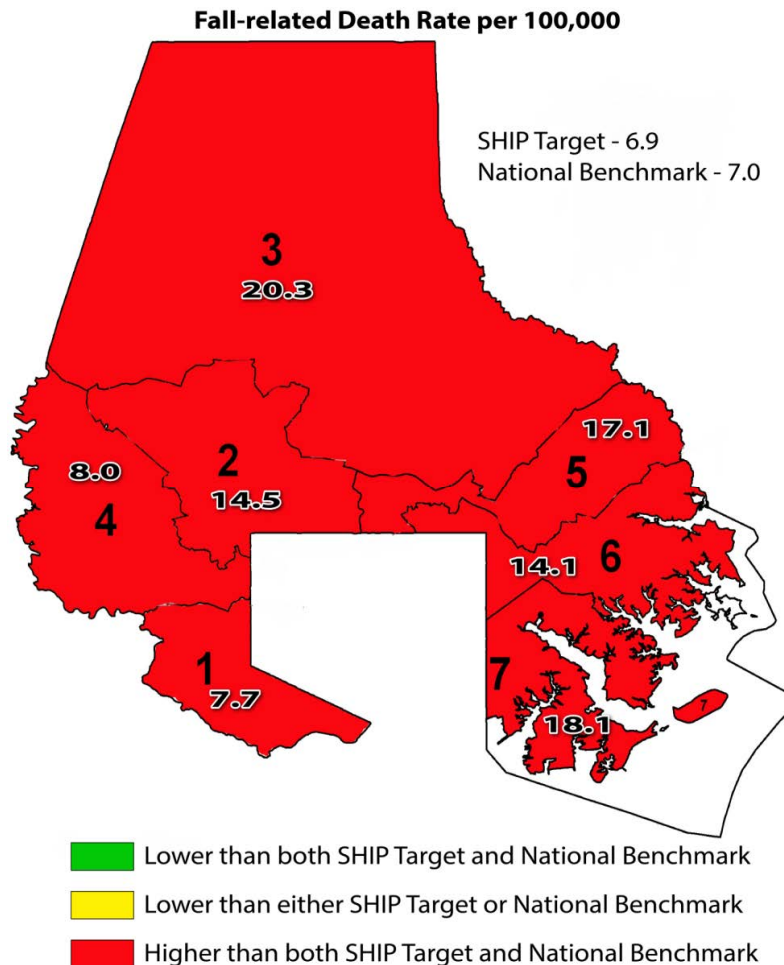 Fall-related Death Rate per 100,000
SHIP Target - 6.9
National Benchmark - 7.0
3
20.3
17.1
2
8.0
5
14.5
4
6
14.1
1
7
7.7
7
18.1
Lower than both SHIP Target and National Benchmark
Lower than either SHIP Target or National Benchmark
Higher than both SHIP Target and National Benchmark